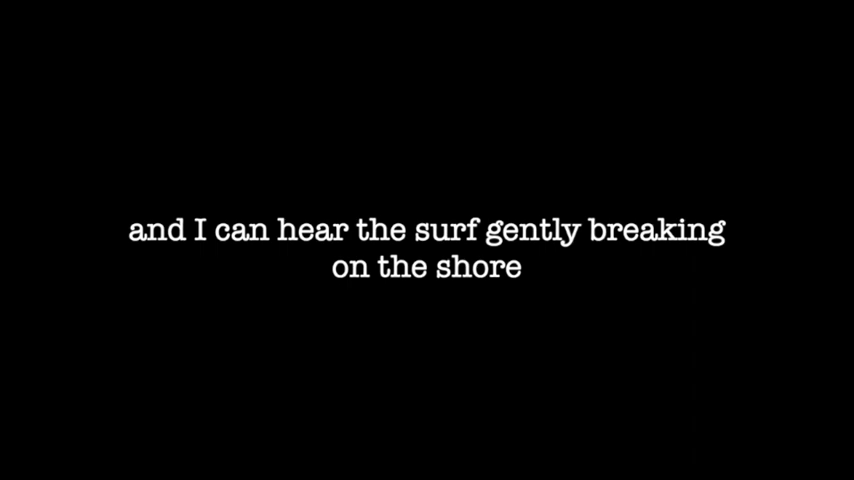 and I can hear the surf gently breaking
on the shore